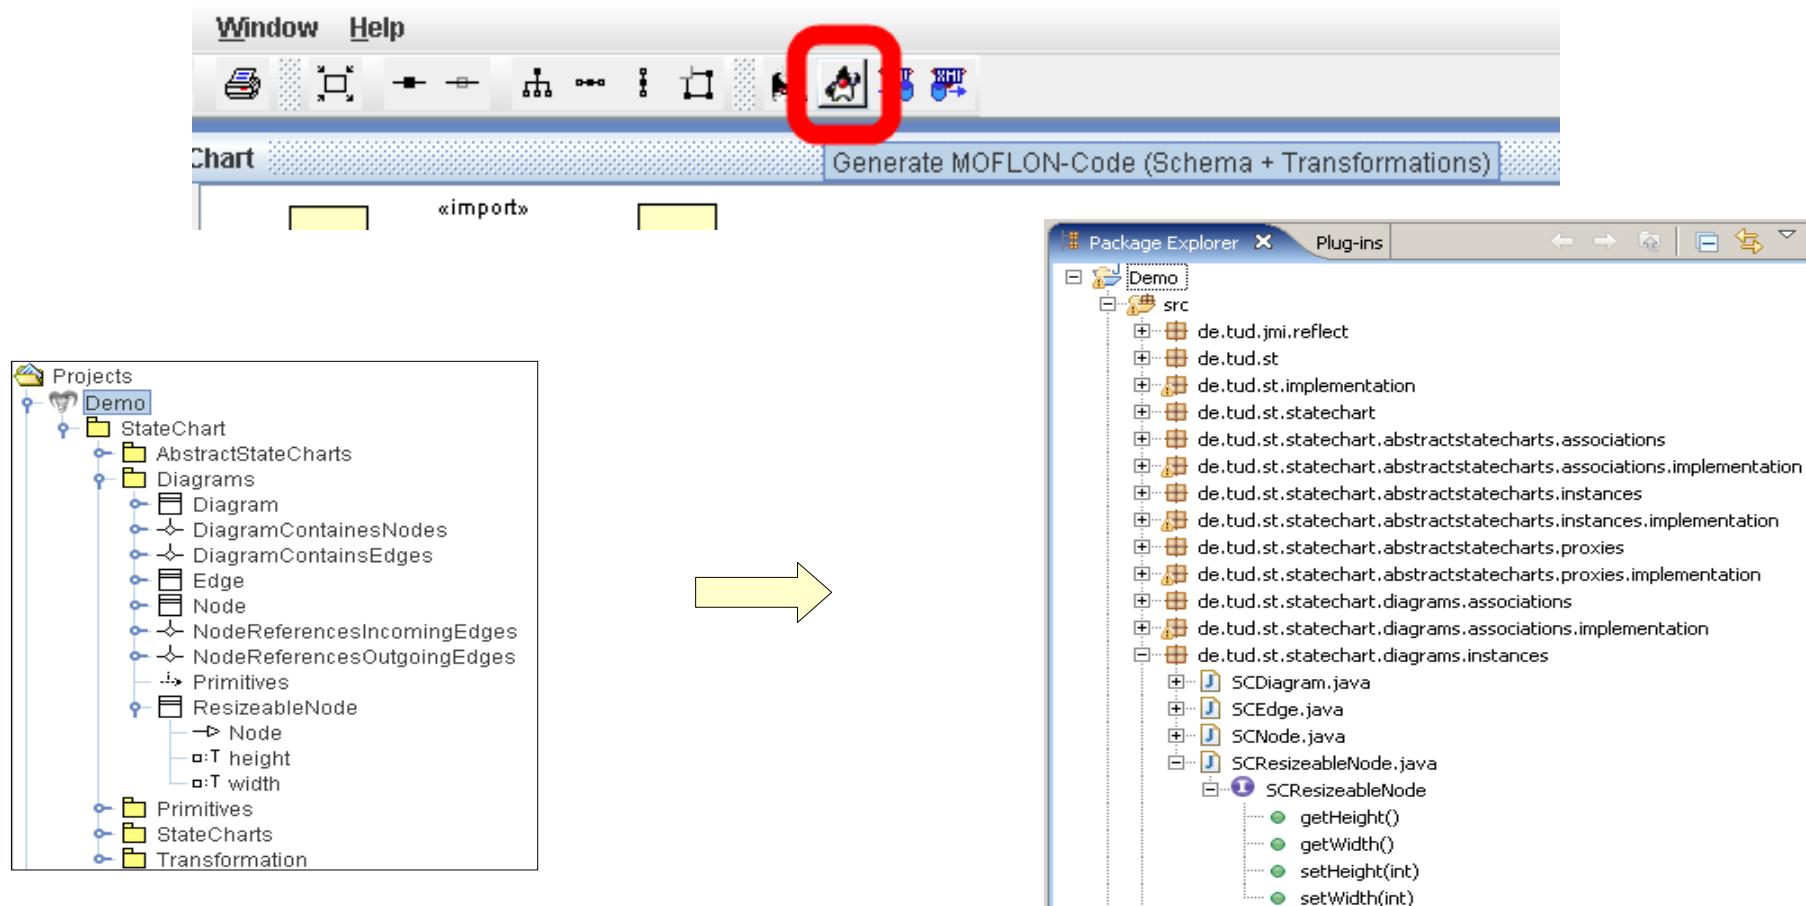 Window Help
Chart
Generate MOFLON-Code (Schema + Transformations)
«import»
Projects
Demo
StateChart
AbstractStateCharts
Diagrams
Diagram
DiagramContainesNodes
DiagramContainsEdges
Edge
Node
NodeReferencesIncomingEdges
NodeReferencesOutgoingEdges
Primitives
ResizeableNode
Node
height
width
Primitives
StateCharts
Transformation
Package Explorer Plug-ins
Demo
src
de.tud.jmi.reflect
de.tud.st
de.tud.st.implementation
de.tud.st.statechart
de.tud.st.statechart.abstractstatecharts.associations
de.tud.st.statechart.abstractstatecharts.associations.implementation
de.tud.st.statechart.abstractstatecharts.instances
de.tud.st.statechart.abstractstatecharts.instances.implementation
de.tud.st.statechart.abstractstatecharts.proxies
de.tud.st.statechart.abstractstatecharts.proxies.implementation
de.tud.st.statechart.diagrams.associations
de.tud.st.statechart.diagrams.associations.implementation
de.tud.st.statechart.diagrams.instances
SCDiagram.java
SCEdge.java
SCNode.java
SCResizeableNode.java
SCResizeableNode
getHeight()
getWidth()
setHeight(int)
setWidth(int)